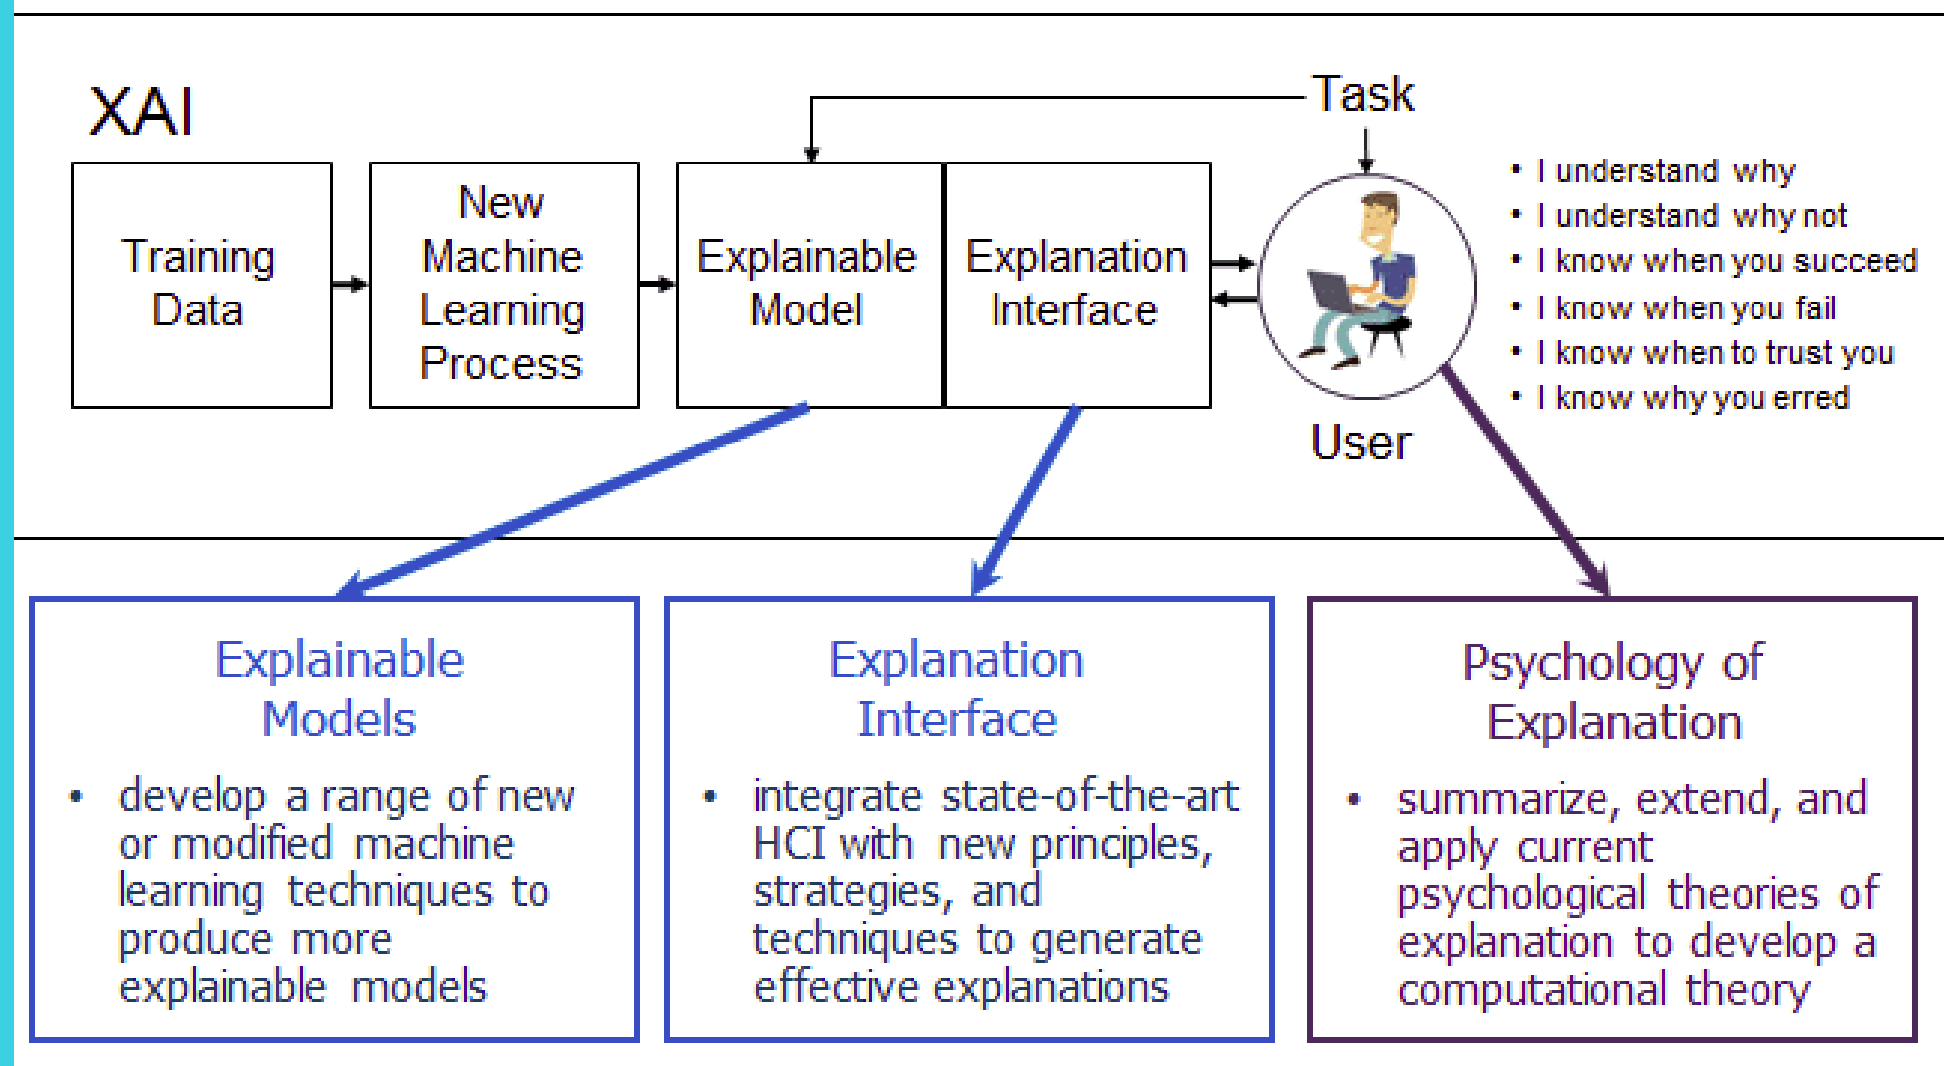 XAI
Task
Training
Data
New
Machine
Learning
Process
Explainable
Model
Explanation
Interface
• I understand why
• I understand why not
• I know when you succeed
• I know when you fail
• I know when to trust you
• I know why you erred
User
Explainable
Models
• develop a range of new
or modified machine
learning techniques to
produce more
explainable models
Explanation
Interface
• integrate state-of-the-art
HCI with new principles,
strategies, and
techniques to generate
effective explanations
Psychology of
Explanation
• summarize, extend, and
apply current
psychological theories of
explanation to develop a
computational theory